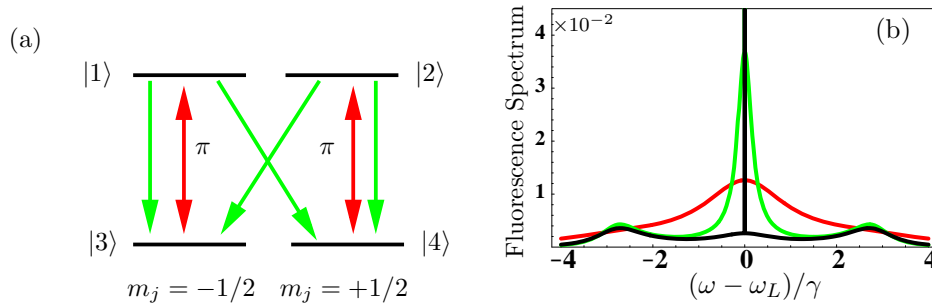 (a)
|1⟩
|2⟩
π
π
|3⟩
|4⟩
m_j = −1/2
m_j = +1/2
(b)
×10⁻²
4
3
2
1
Fluorescence Spectrum
−4 −2 0 2 4
(ω − ω_L)/γ